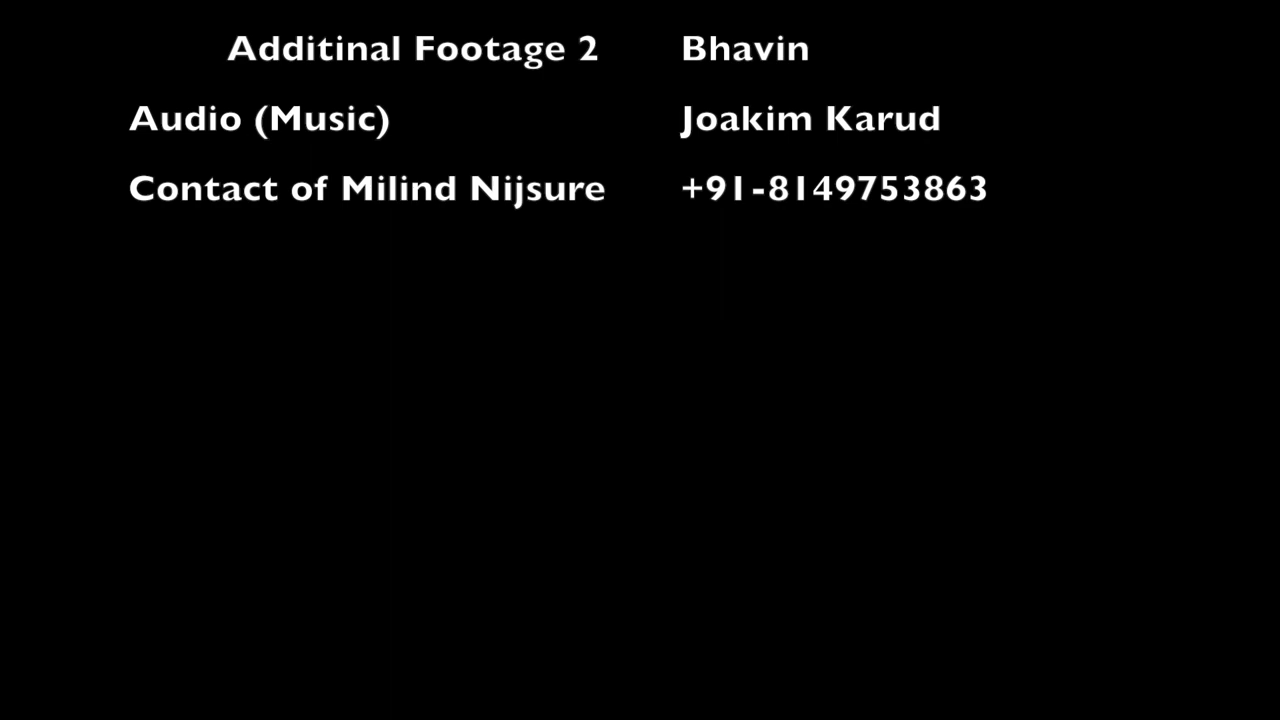 Additinal Footage 2 Bhavin
Audio (Music) Joakim Karud
Contact of Milind Nijsure +91-8149753863